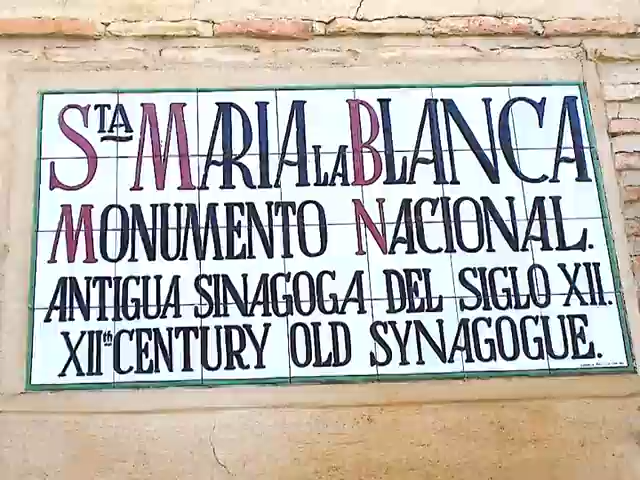 STA MARIA LA BLANCA
MONUMENTO NACIONAL.
ANTIGUA SINAGOGA DEL SIGLO XII.
XIIth CENTURY OLD SYNAGOGUE.